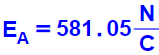 E_A = 581.05 N/C